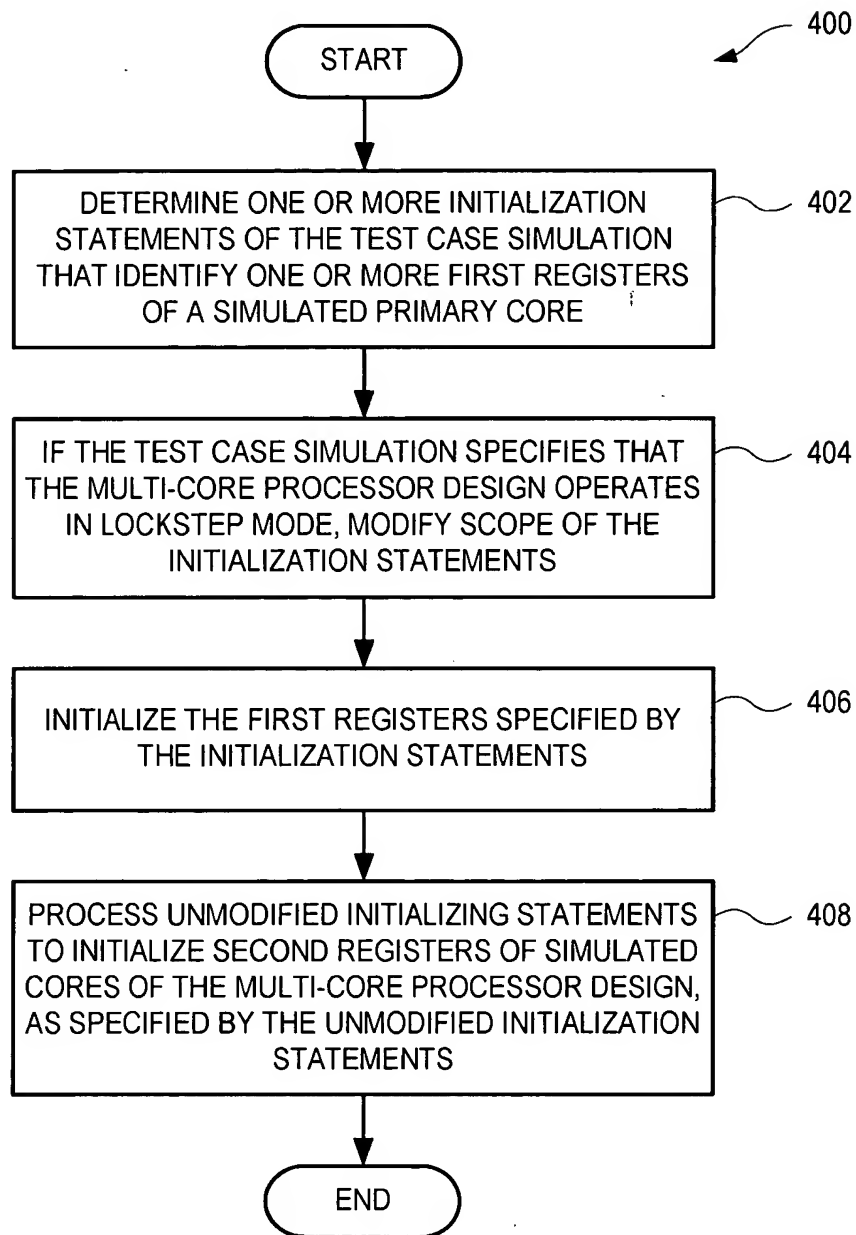 400
START
DETERMINE ONE OR MORE INITIALIZATION
STATEMENTS OF THE TEST CASE SIMULATION
THAT IDENTIFY ONE OR MORE FIRST REGISTERS
OF A SIMULATED PRIMARY CORE
402
IF THE TEST CASE SIMULATION SPECIFIES THAT
THE MULTI-CORE PROCESSOR DESIGN OPERATES
IN LOCKSTEP MODE, MODIFY SCOPE OF THE
INITIALIZATION STATEMENTS
404
INITIALIZE THE FIRST REGISTERS SPECIFIED BY
THE INITIALIZATION STATEMENTS
406
PROCESS UNMODIFIED INITIALIZING STATEMENTS
TO INITIALIZE SECOND REGISTERS OF SIMULATED
CORES OF THE MULTI-CORE PROCESSOR DESIGN,
AS SPECIFIED BY THE UNMODIFIED INITIALIZATION
STATEMENTS
408
END